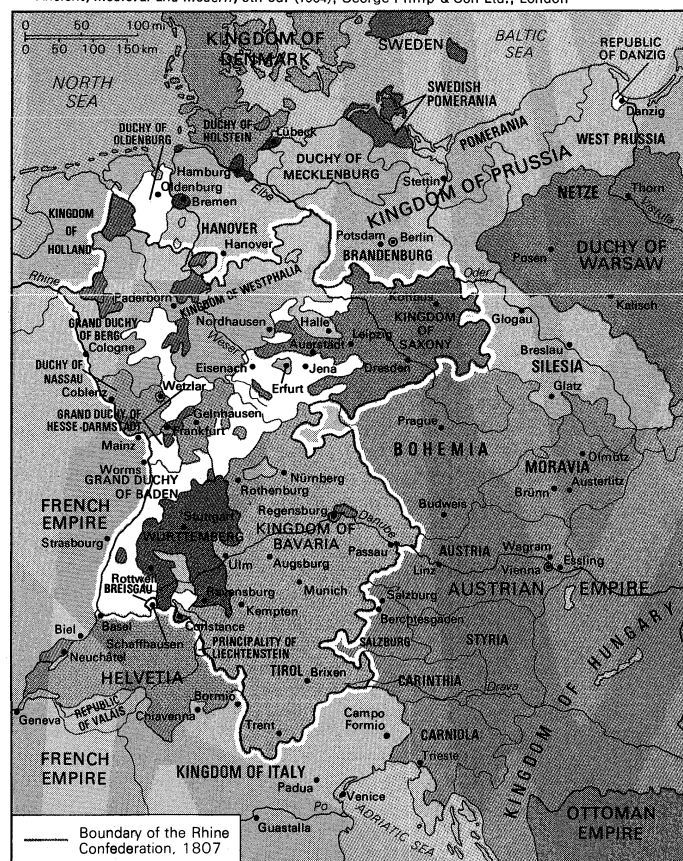 Ancient, Medieval and Modern, 6th ed. (1964), George Philip & Son Ltd., London
0 50 100 mi
0 50 100 150 km
KINGDOM OF
DENMARK
SWEDEN
BALTIC
SEA
REPUBLIC
OF DANZIG
NORTH
SEA
SWEDISH
POMERANIA
Danzig
DUCHY OF
OLDENBURG
DUCHY OF
HOLSTEIN
Lübeck
POMERANIA
WEST PRUSSIA
DUCHY OF
MECKLENBURG
Hamburg
Stettin
KINGDOM OF PRUSSIA
Oldenburg
Elbe
Bremen
NETZE
Thorn
Vistula
KINGDOM
OF
HOLLAND
HANOVER
Hanover
Potsdam
Berlin
BRANDENBURG
Posen
DUCHY OF
WARSAW
Rhine
Oder
Paderborn
KINGDOM OF WESTPHALIA
Kottbus
Kalisch
GRAND DUCHY
OF BERG
Cologne
Nordhausen
Weser
Halle
Auerstädt
Leipzig
KINGDOM
OF
SAXONY
Glogau
Breslau
SILESIA
DUCHY OF
NASSAU
Coblenz
Wetzlar
Eisenach
Erfurt
Jena
Dresden
Glatz
GRAND DUCHY OF
HESSE-DARMSTADT
Gelnhausen
Frankfurt
Mainz
Prague
BOHEMIA
Worms
GRAND DUCHY
OF BADEN
Nürnberg
Rothenburg
MORAVIA
Olmütz
Austerlitz
Brünn
FRENCH
EMPIRE
Stuttgart
WÜRTTEMBERG
Regensburg
Danube
KINGDOM OF
BAVARIA
Budweis
Strasbourg
Passau
AUSTRIA
Wagram
Essling
Vienna
Ulm
Augsburg
Linz
Rottweil
BREISGAU
Munich
AUSTRIAN EMPIRE
Ravensburg
Kempten
Salzburg
Berchtesgaden
Biel
Basel
Schaffhausen
Constance
PRINCIPALITY OF
LIECHTENSTEIN
SALZBURG
STYRIA
Neuchâtel
HELVETIA
TIROL
Brixen
CARINTHIA
Drava
KINGDOM OF HUNGARY
Geneva
REPUBLIC
OF VALAIS
Bormio
Chiavenna
Trent
Campo
Formio
CARNIOLA
Trieste
FRENCH
EMPIRE
KINGDOM OF ITALY
Padua
Venice
Po
Guastalla
ADRIATIC SEA
OTTOMAN
EMPIRE
Boundary of the Rhine
Confederation, 1807